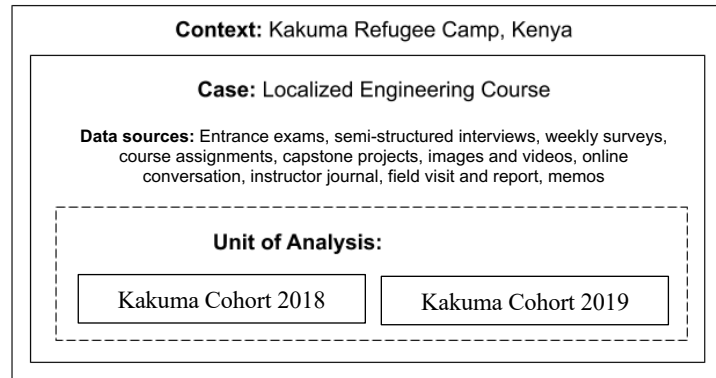 Context: Kakuma Refugee Camp, Kenya
Case: Localized Engineering Course
Data sources: Entrance exams, semi-structured interviews, weekly surveys,
course assignments, capstone projects, images and videos, online
conversation, instructor journal, field visit and report, memos
Unit of Analysis:
Kakuma Cohort 2018
Kakuma Cohort 2019